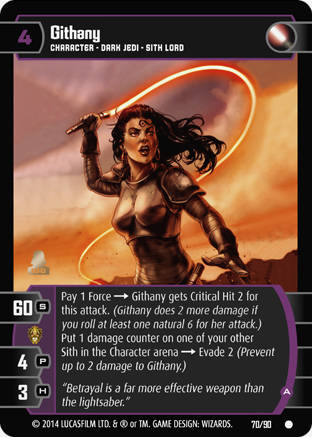 4
Githany
CHARACTER • DARK JEDI • SITH LORD
60 S
4 P
3 H
Pay 1 Force → Githany gets Critical Hit 2 for
this attack. (Githany does 2 more damage if
you roll at least one natural 6 for her attack.)
Put 1 damage counter on one of your other
Sith in the Character arena → Evade 2 (Prevent
up to 2 damage to Githany.)
“Betrayal is a far more effective weapon than
the lightsaber.”
A
© 2014 LUCASFILM LTD. & ® or TM. GAME DESIGN: WIZARDS. 70/90